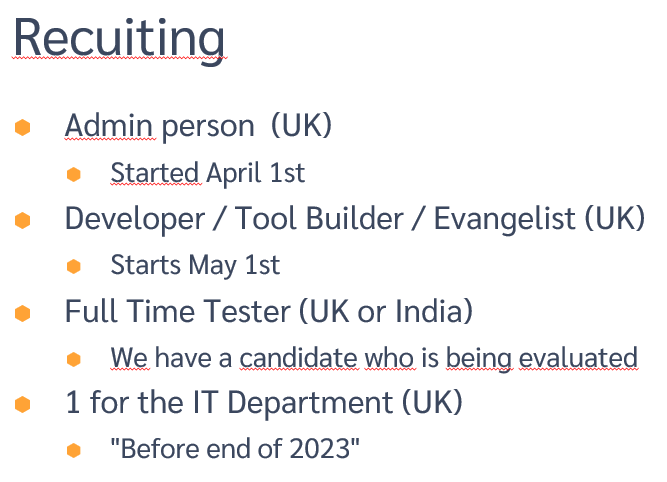 Recuiting
Admin person  (UK)
Started April 1st
Developer / Tool Builder / Evangelist (UK)
Starts May 1st
Full Time Tester (UK or India)
We have a candidate who is being evaluated
1 for the IT Department (UK)
"Before end of 2023"